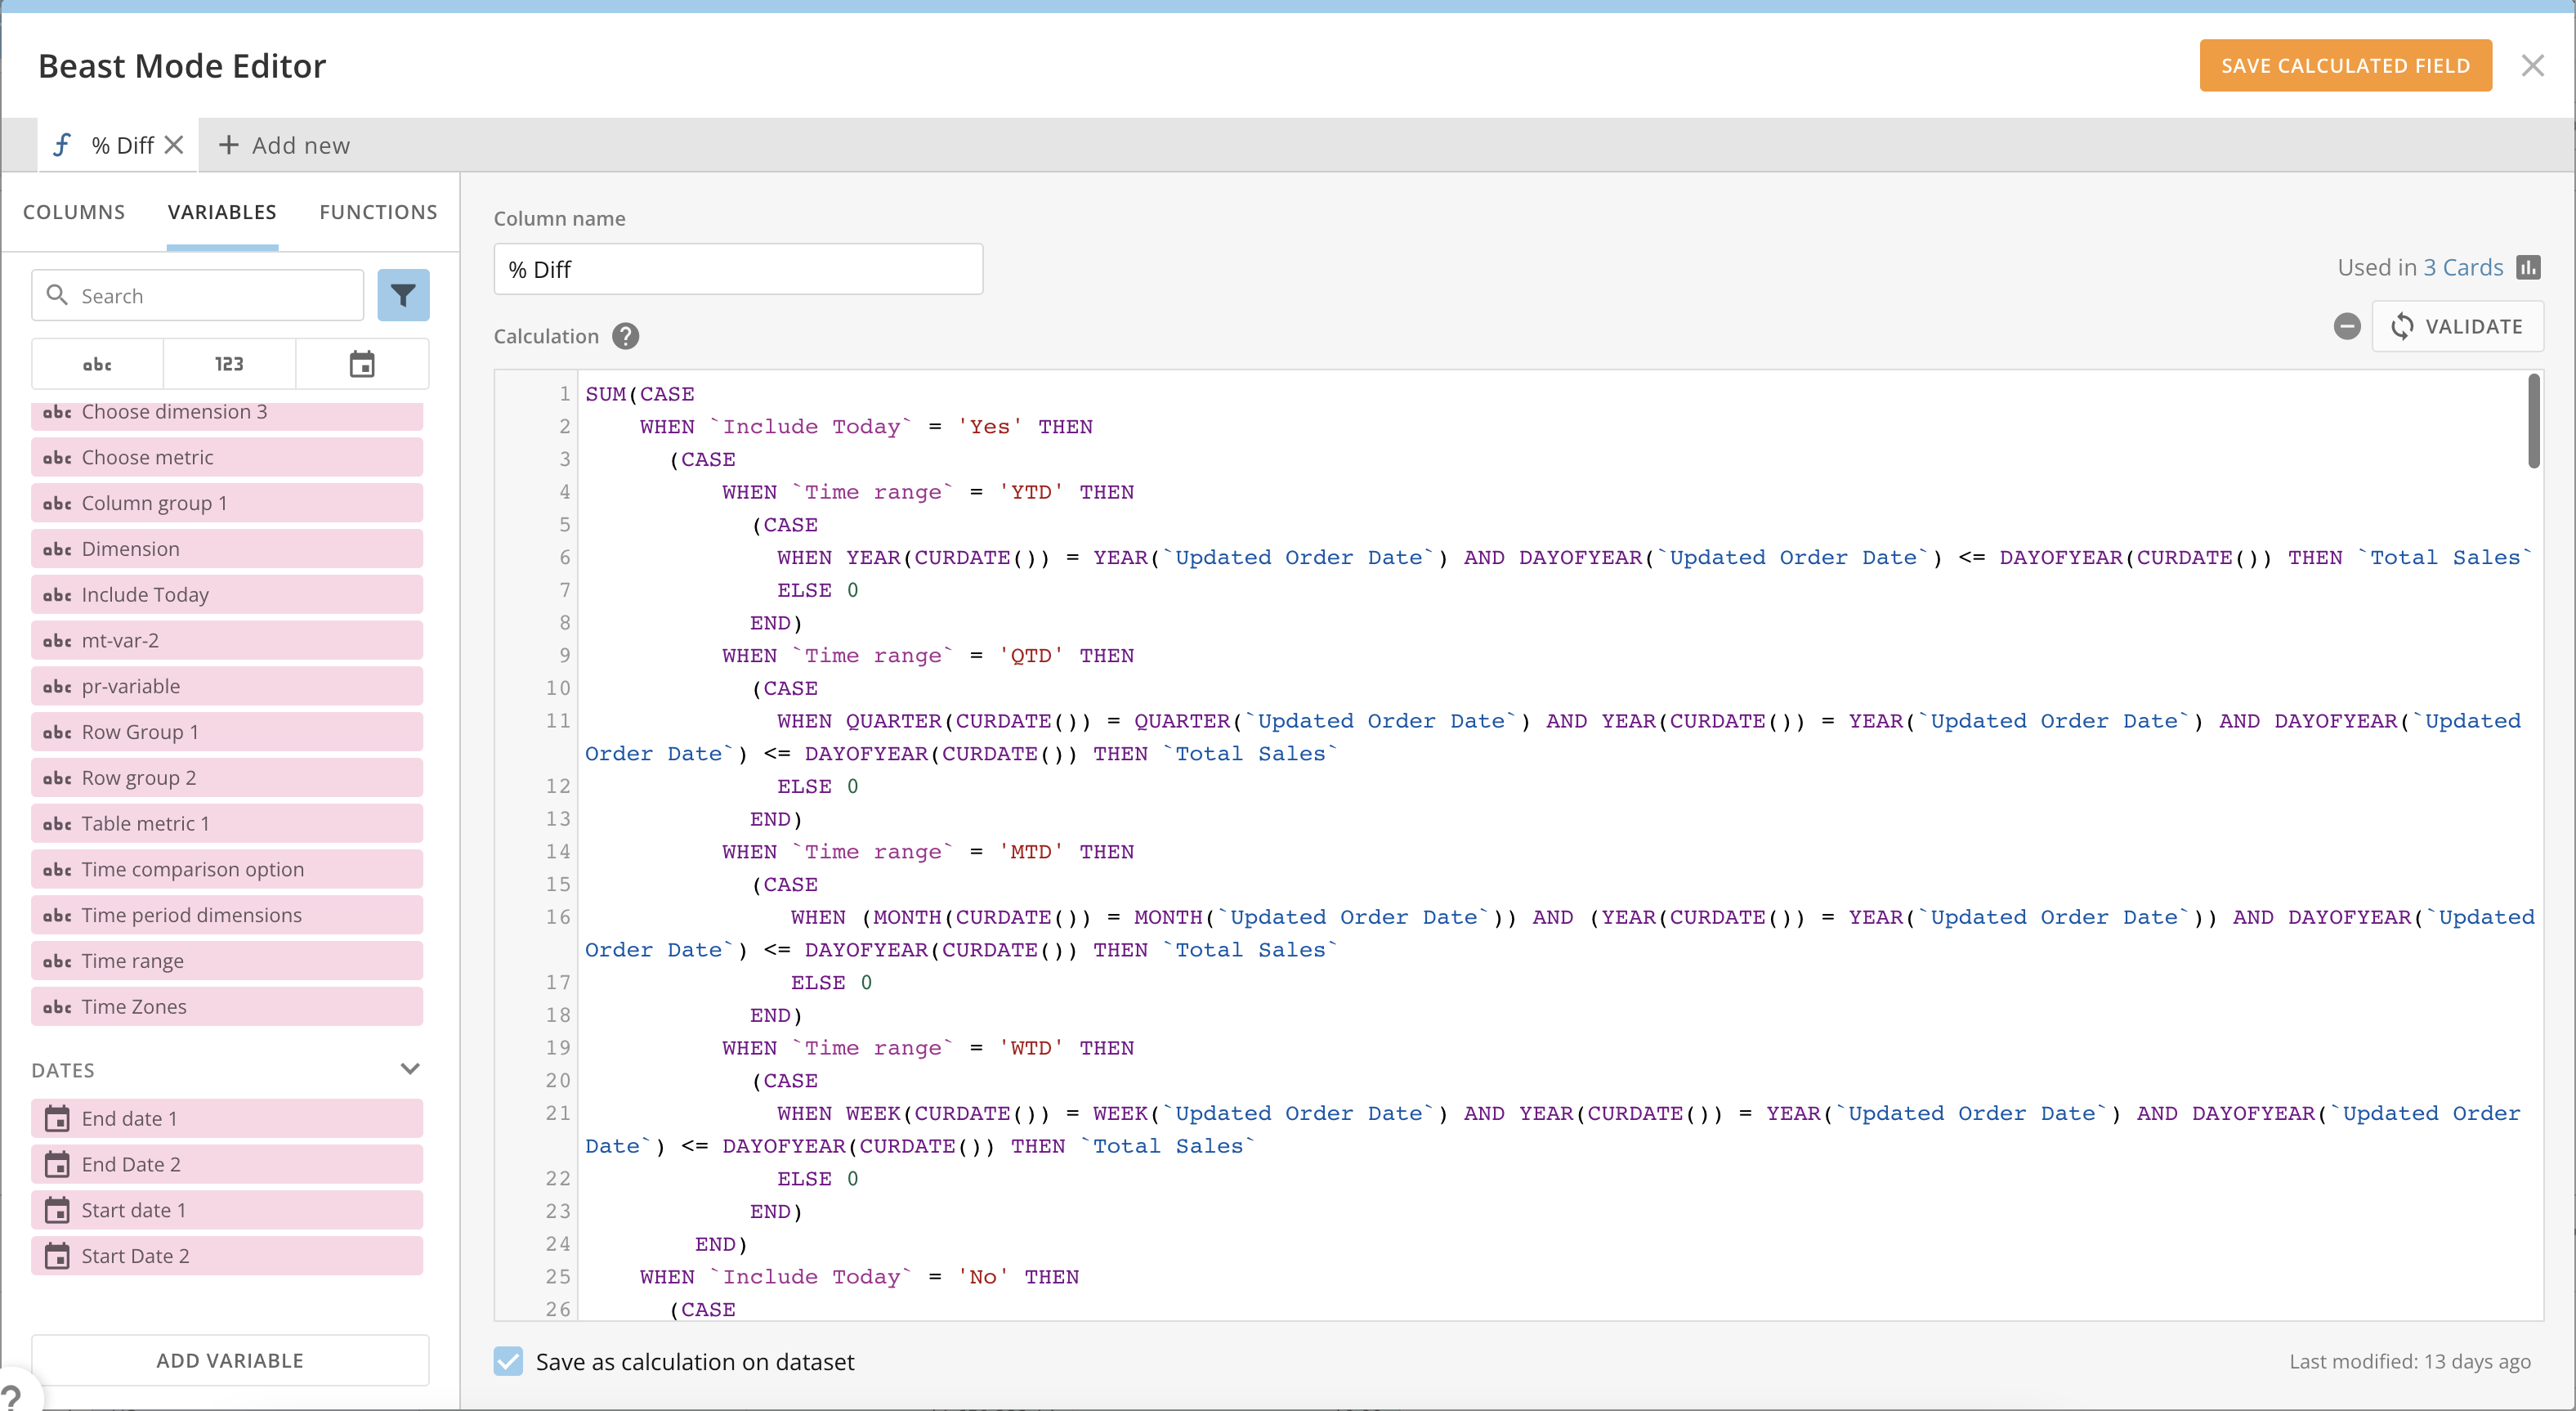 Beast Mode Editor
SAVE CALCULATED FIELD
% Diff
Add new
COLUMNS
VARIABLES
FUNCTIONS
Search
abc
123
abc Choose dimension 3
abc Choose metric
abc Column group 1
abc Dimension
abc Include Today
abc mt-var-2
abc pr-variable
abc Row Group 1
abc Row group 2
abc Table metric 1
abc Time comparison option
abc Time period dimensions
abc Time range
abc Time Zones
DATES
End date 1
End Date 2
Start date 1
Start Date 2
ADD VARIABLE
?
Column name
% Diff
Used in 3 Cards
Calculation ?
VALIDATE
1 SUM(CASE
2 WHEN `Include Today` = 'Yes' THEN
3 (CASE
4 WHEN `Time range` = 'YTD' THEN
5 (CASE
6 WHEN YEAR(CURDATE()) = YEAR(`Updated Order Date`) AND DAYOFYEAR(`Updated Order Date`) <= DAYOFYEAR(CURDATE()) THEN `Total Sales`
7 ELSE 0
8 END)
9 WHEN `Time range` = 'QTD' THEN
10 (CASE
11 WHEN QUARTER(CURDATE()) = QUARTER(`Updated Order Date`) AND YEAR(CURDATE()) = YEAR(`Updated Order Date`) AND DAYOFYEAR(`Updated
Order Date`) <= DAYOFYEAR(CURDATE()) THEN `Total Sales`
12 ELSE 0
13 END)
14 WHEN `Time range` = 'MTD' THEN
15 (CASE
16 WHEN (MONTH(CURDATE()) = MONTH(`Updated Order Date`)) AND (YEAR(CURDATE()) = YEAR(`Updated Order Date`)) AND DAYOFYEAR(`Updated
Order Date`) <= DAYOFYEAR(CURDATE()) THEN `Total Sales`
17 ELSE 0
18 END)
19 WHEN `Time range` = 'WTD' THEN
20 (CASE
21 WHEN WEEK(CURDATE()) = WEEK(`Updated Order Date`) AND YEAR(CURDATE()) = YEAR(`Updated Order Date`) AND DAYOFYEAR(`Updated Order
Date`) <= DAYOFYEAR(CURDATE()) THEN `Total Sales`
22 ELSE 0
23 END)
24 END)
25 WHEN `Include Today` = 'No' THEN
26 (CASE
Save as calculation on dataset
Last modified: 13 days ago